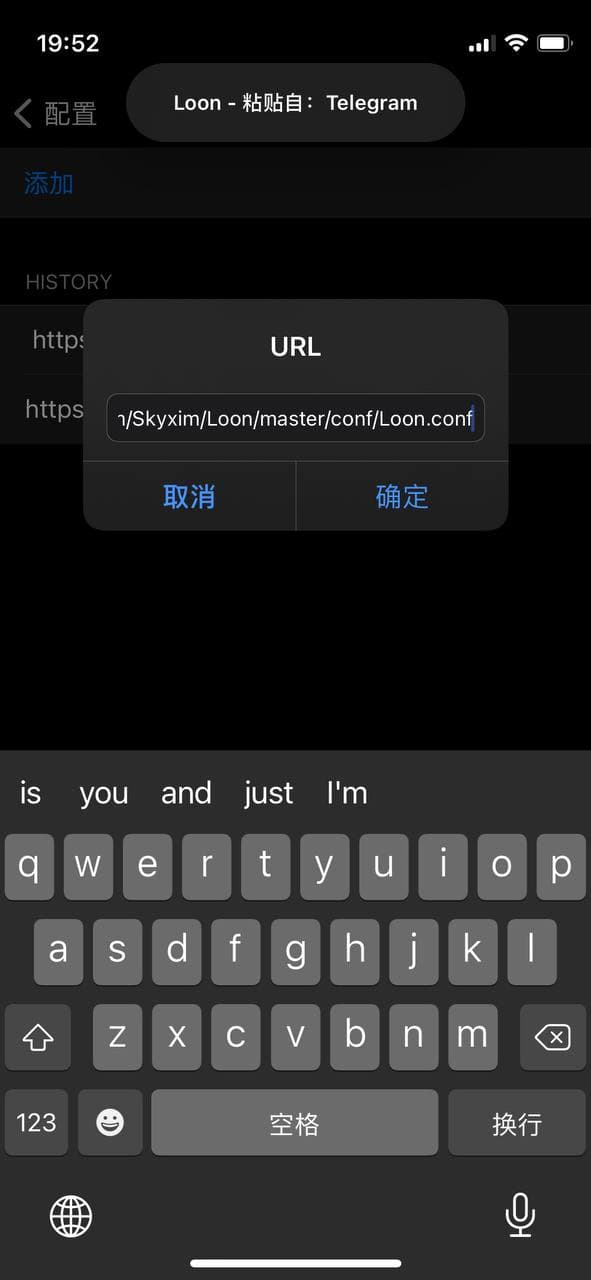 19:52
Loon - 粘贴自：Telegram
配置
添加
HISTORY
https
https
URL
/Skyxim/Loon/master/conf/Loon.conf
取消
确定
is you and just I'm
q w e r t y u i o p
a s d f g h j k l
z x c v b n m
123
空格
换行